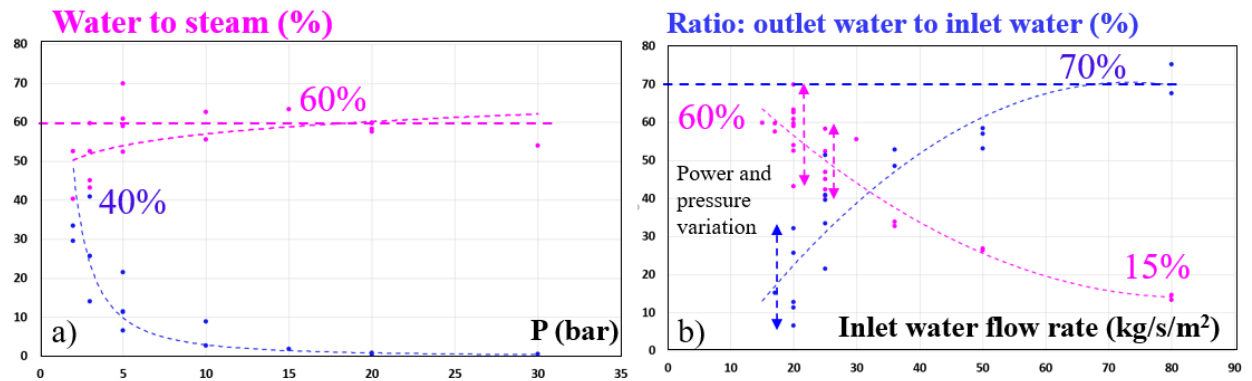 Water to steam (%)
80
70
60
50
40
30
20
10
0
60%
40%
a)
P (bar)
0 5 10 15 20 25 30 35
Ratio: outlet water to inlet water (%)
80
70
60
50
40
30
20
10
0
70%
60%
Power and
pressure
variation
15%
b)
Inlet water flow rate (kg/s/m²)
0 10 20 30 40 50 60 70 80 90